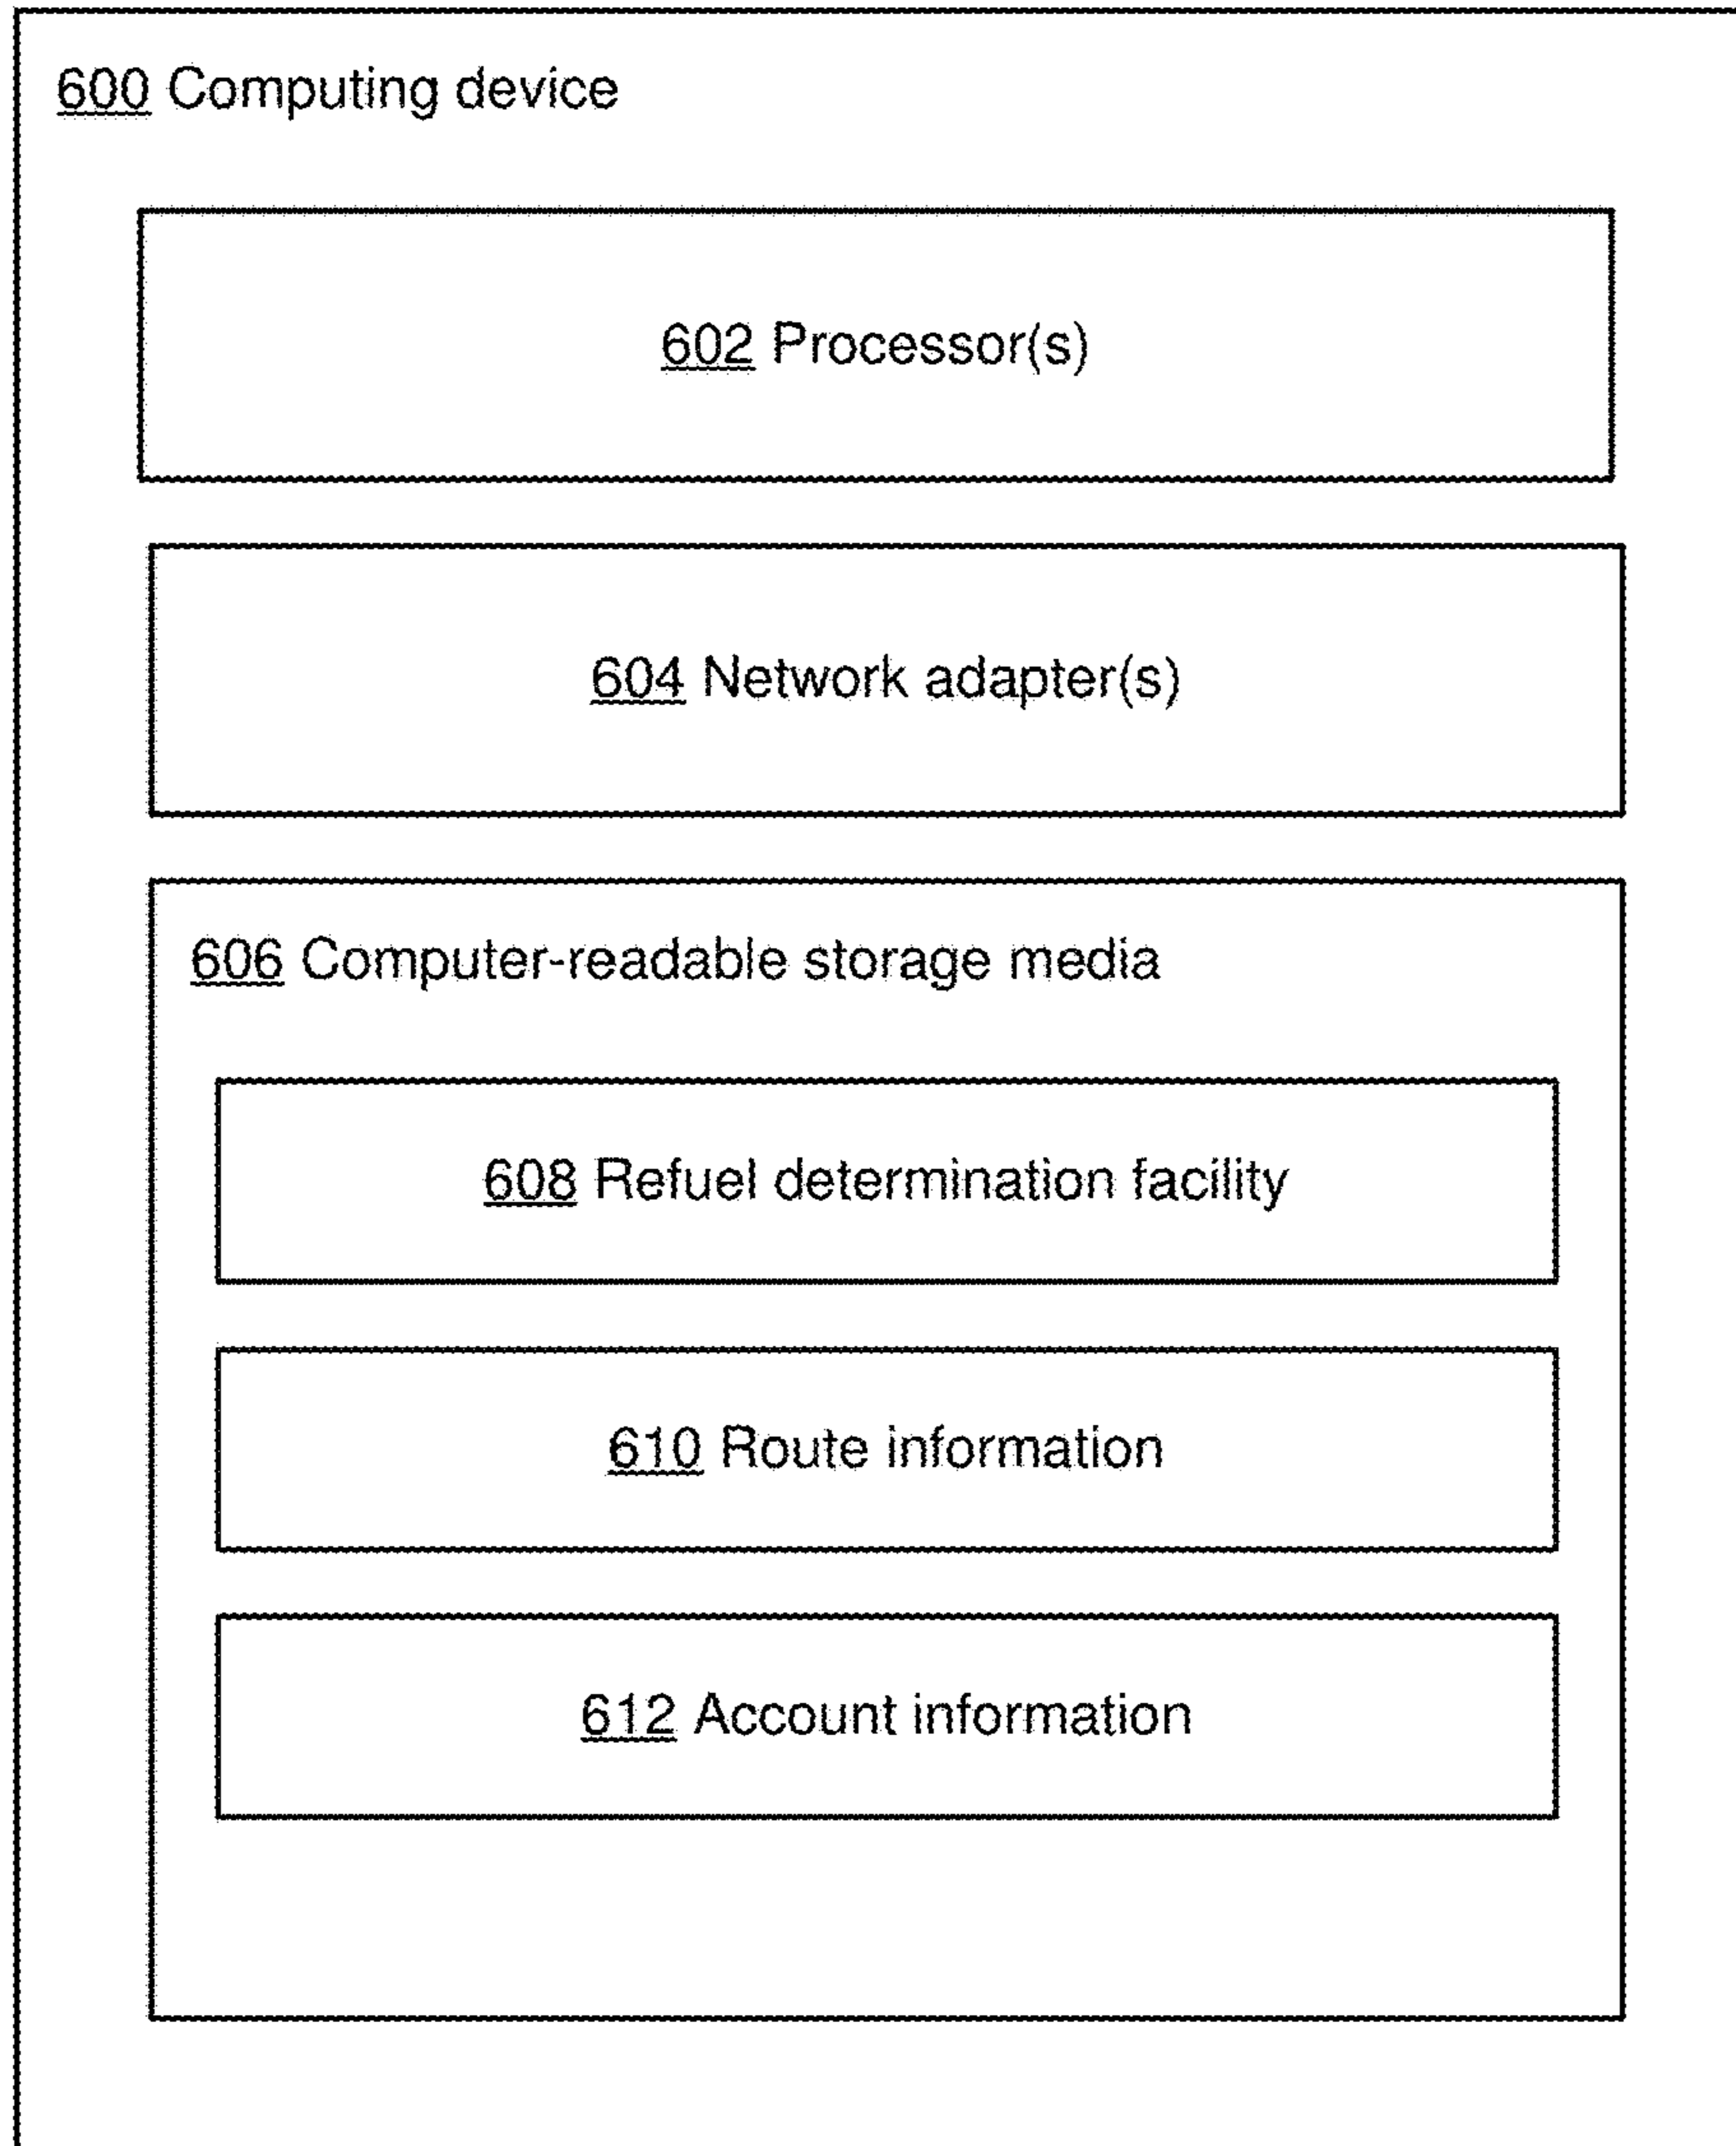 600 Computing device
602 Processor(s)
604 Network adapter(s)
606 Computer-readable storage media
608 Refuel determination facility
610 Route information
612 Account information